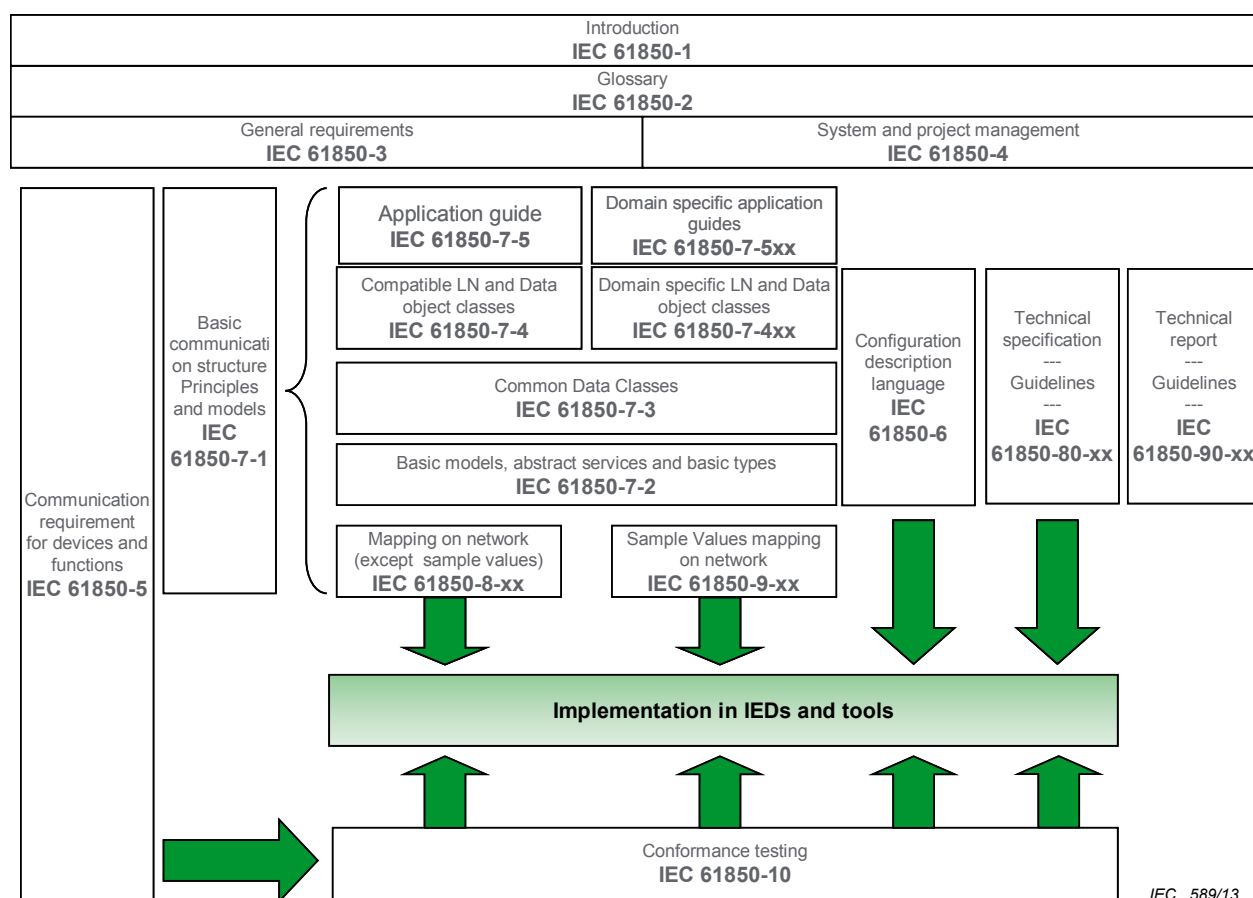 Introduction
IEC 61850-1
Glossary
IEC 61850-2
General requirements
IEC 61850-3
System and project management
IEC 61850-4
Communication
requirement
for devices and
functions
IEC 61850-5
Basic
communicati
on structure
Principles
and models
IEC
61850-7-1
Application guide
IEC 61850-7-5
Domain specific application
guides
IEC 61850-7-5xx
Compatible LN and Data
object classes
IEC 61850-7-4
Domain specific LN and Data
object classes
IEC 61850-7-4xx
Common Data Classes
IEC 61850-7-3
Basic models, abstract services and basic types
IEC 61850-7-2
Mapping on network
(except sample values)
IEC 61850-8-xx
Sample Values mapping
on network
IEC 61850-9-xx
Configuration
description
language
IEC
61850-6
Technical
specification
---
Guidelines
---
IEC
61850-80-xx
Technical
report
---
Guidelines
---
IEC
61850-90-xx
Implementation in IEDs and tools
Conformance testing
IEC 61850-10
IEC 589/13